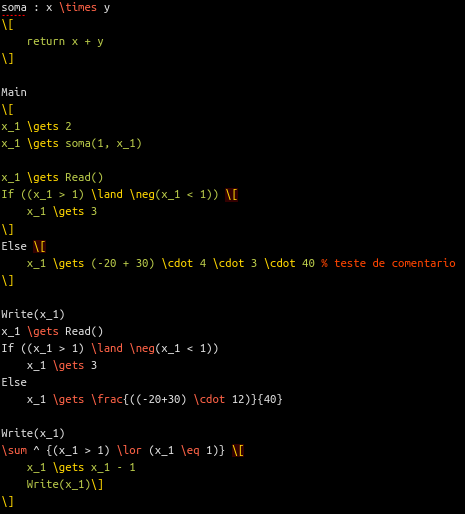 soma : x \times y
\[
    return x + y
\]

Main
\[
x_1 \gets 2
x_1 \gets soma(1, x_1)

x_1 \gets Read()
If ((x_1 > 1) \land \neg(x_1 < 1)) \[
    x_1 \gets 3
\]
Else \[
    x_1 \gets (-20 + 30) \cdot 4 \cdot 3 \cdot 40 % teste de comentario
\]

Write(x_1)
x_1 \gets Read()
If ((x_1 > 1) \land \neg(x_1 < 1))
    x_1 \gets 3
Else
    x_1 \gets \frac{((-20+30) \cdot 12)}{40}

Write(x_1)
\sum ^ {(x_1 > 1) \lor (x_1 \eq 1)} \[
    x_1 \gets x_1 - 1
    Write(x_1)\]
\]